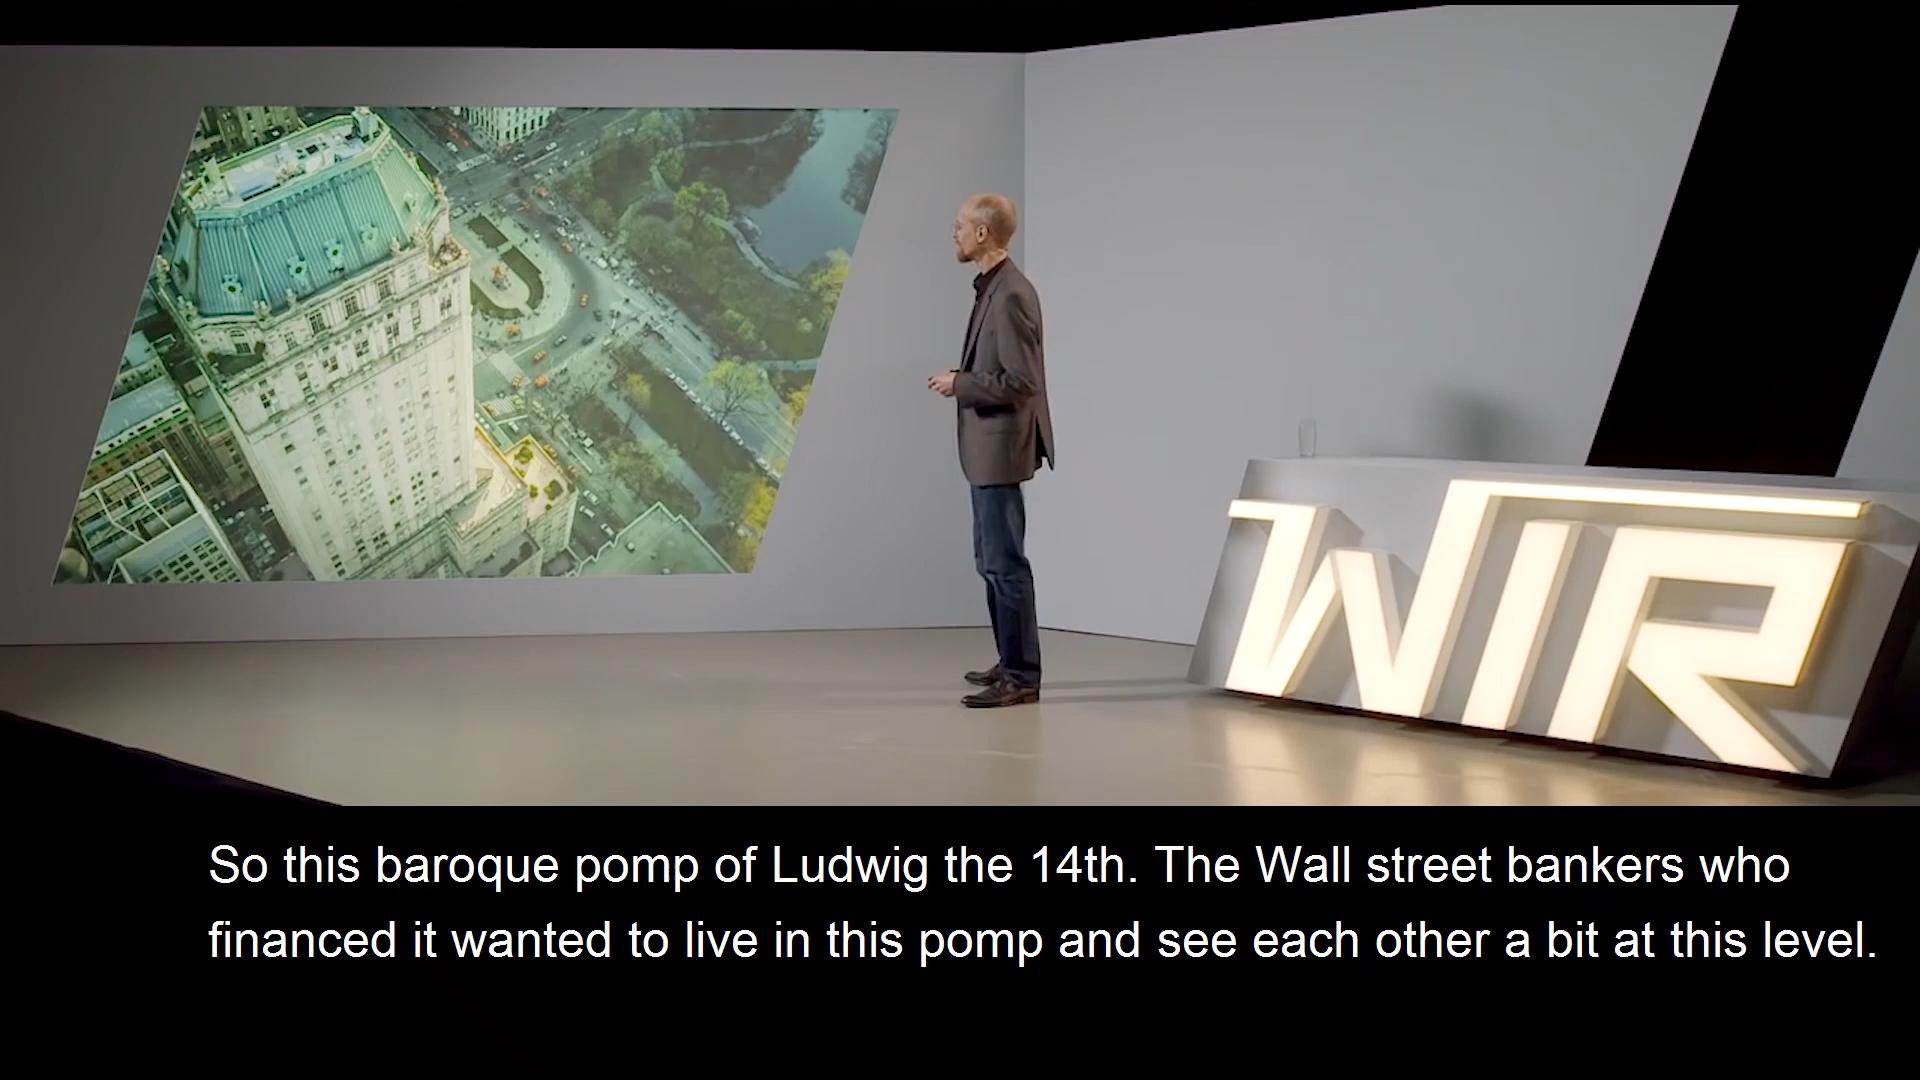 WIR
So this baroque pomp of Ludwig the 14th. The Wall street bankers who
financed it wanted to live in this pomp and see each other a bit at this level.